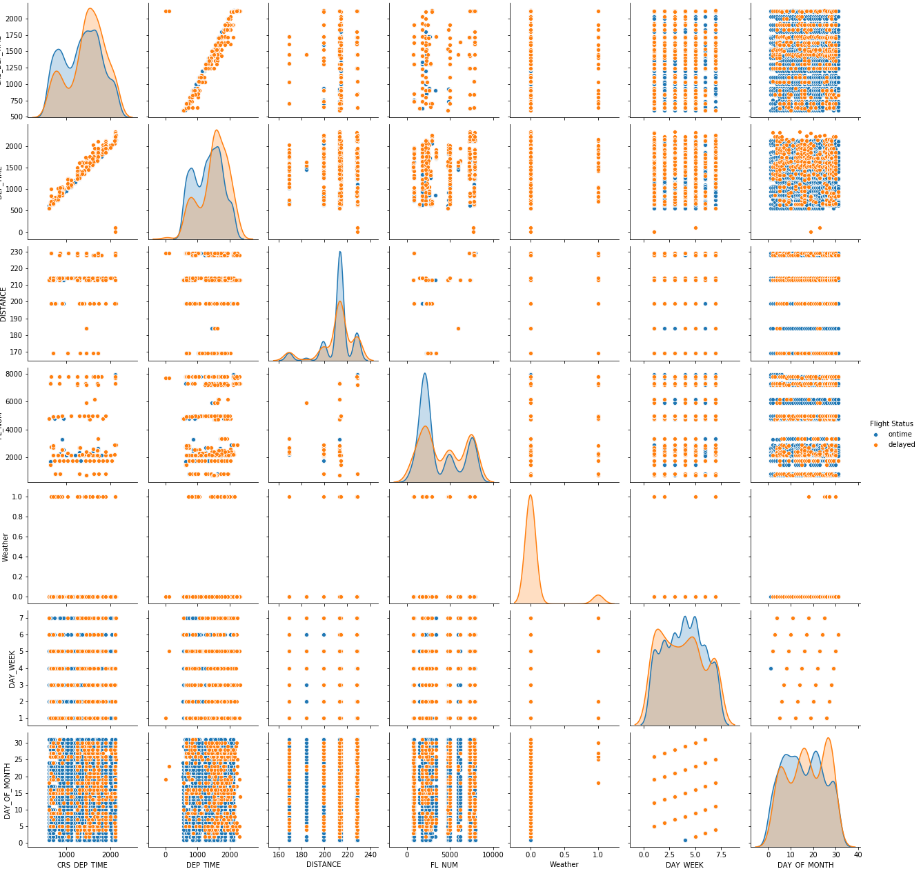 2000
1750
1500
1250
1000
750
500
2000
1500
1000
500
0
230
220
210
200
190
180
170
DISTANCE
8000
6000
4000
2000
Flight Status
ontime
delayed
1.0
0.8
0.6
0.4
0.2
0.0
Weather
7
6
5
4
3
2
1
DAY_WEEK
30
25
20
15
10
5
0
DAY_OF_MONTH
1000 2000
CRS_DEP_TIME
0 1000 2000
DEP_TIME
160 180 200 220 240
DISTANCE
0 5000 10000
FL_NUM
0.0 0.5 1.0
Weather
0.0 2.5 5.0 7.5
DAY_WEEK
0 10 20 30 40
DAY_OF_MONTH